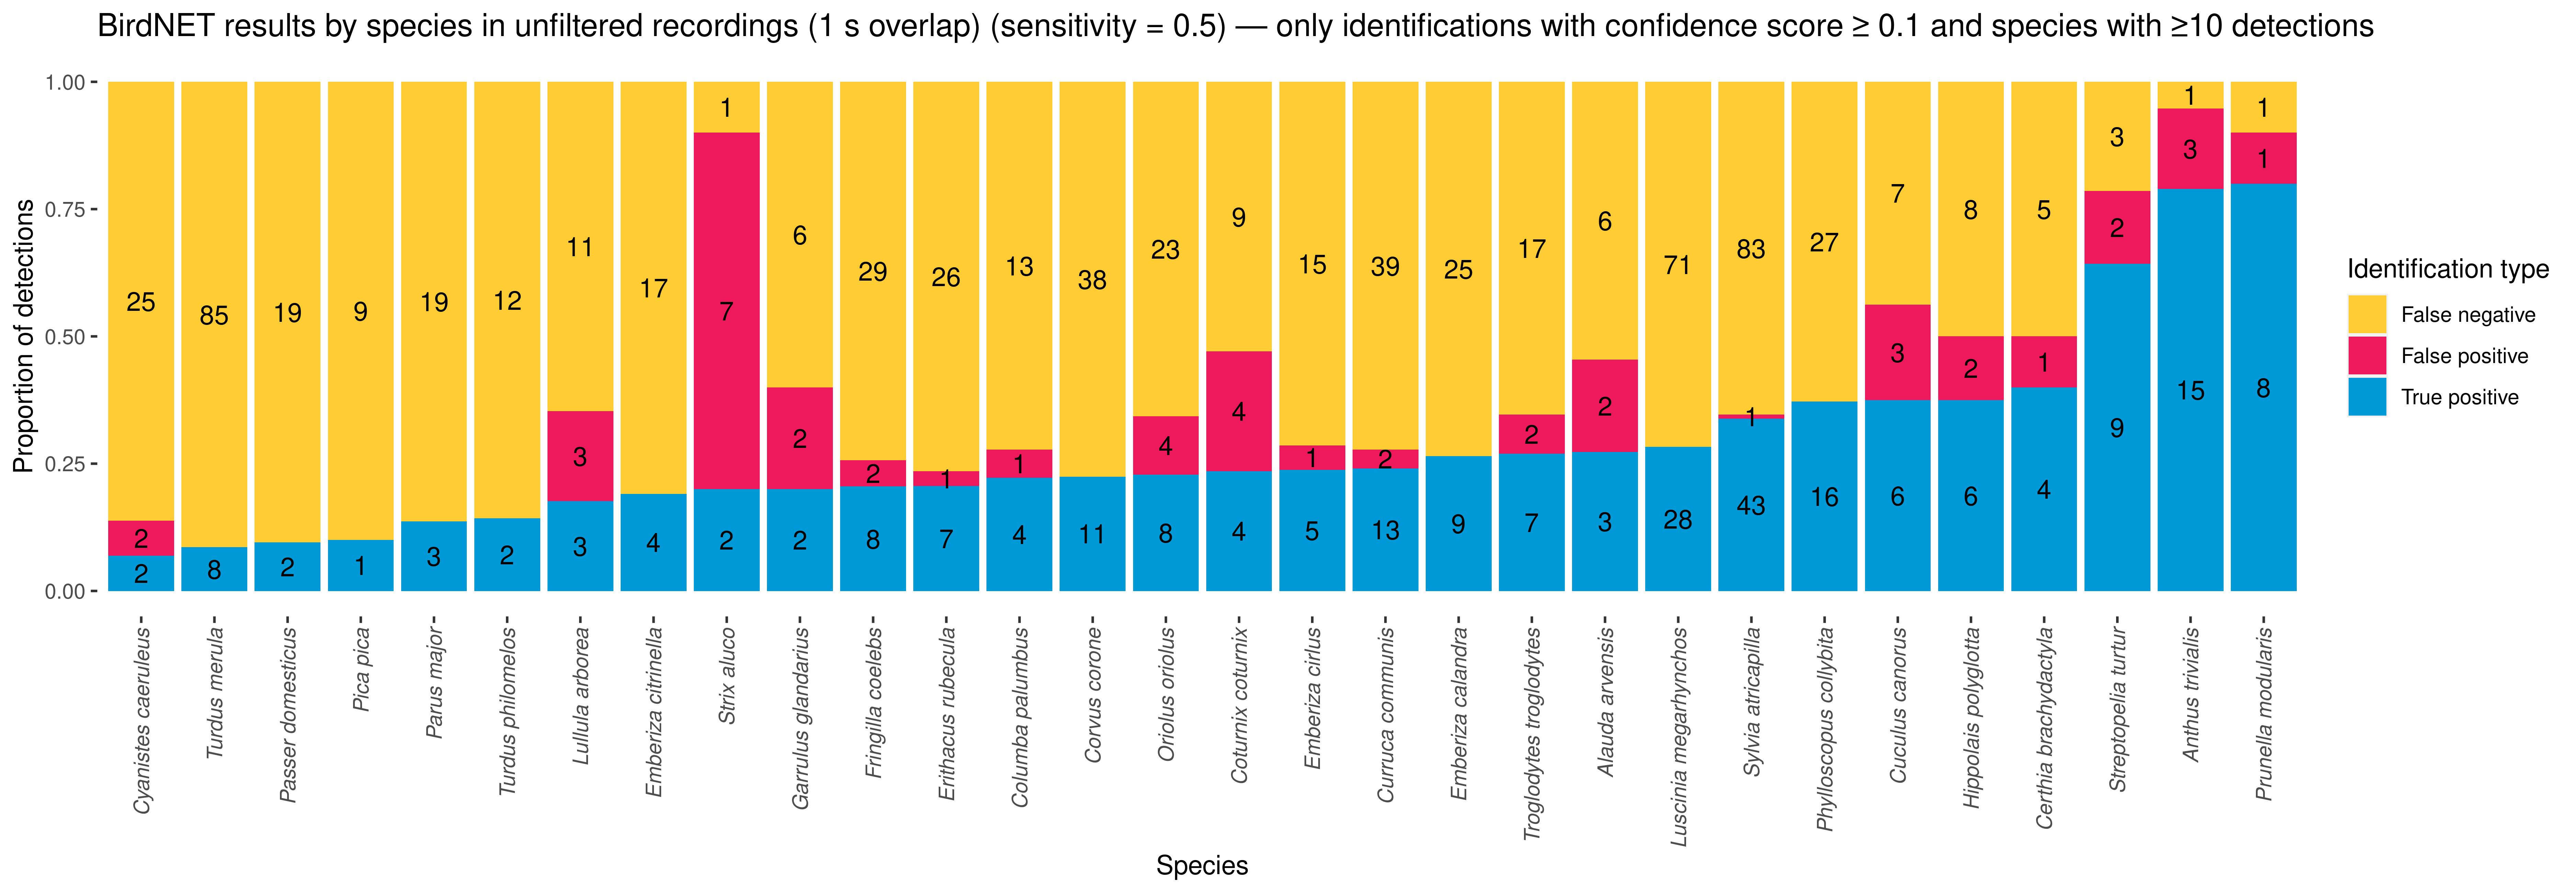 BirdNET results by species in unfiltered recordings (1 s overlap) (sensitivity = 0.5) — only identifications with confidence score ≥ 0.1 and species with ≥10 detections
Proportion of detections
1.00
0.75
0.50
0.25
0.00
25
2
2
85
8
19
2
9
1
19
3
12
2
11
3
3
17
4
1
7
2
6
2
2
29
2
8
26
1
7
13
1
4
38
11
23
4
8
9
4
4
15
1
5
39
2
13
25
9
17
2
7
6
2
3
71
28
83
1
43
27
16
7
3
6
8
2
6
5
1
4
3
2
9
1
3
15
1
1
8
Cyanistes caeruleus
Turdus merula
Passer domesticus
Pica pica
Parus major
Turdus philomelos
Lullula arborea
Emberiza citrinella
Strix aluco
Garrulus glandarius
Fringilla coelebs
Erithacus rubecula
Columba palumbus
Corvus corone
Oriolus oriolus
Coturnix coturnix
Emberiza cirlus
Curruca communis
Emberiza calandra
Troglodytes troglodytes
Alauda arvensis
Luscinia megarhynchos
Sylvia atricapilla
Phylloscopus collybita
Cuculus canorus
Hippolais polyglotta
Certhia brachydactyla
Streptopelia turtur
Anthus trivialis
Prunella modularis
Species
Identification type
False negative
False positive
True positive